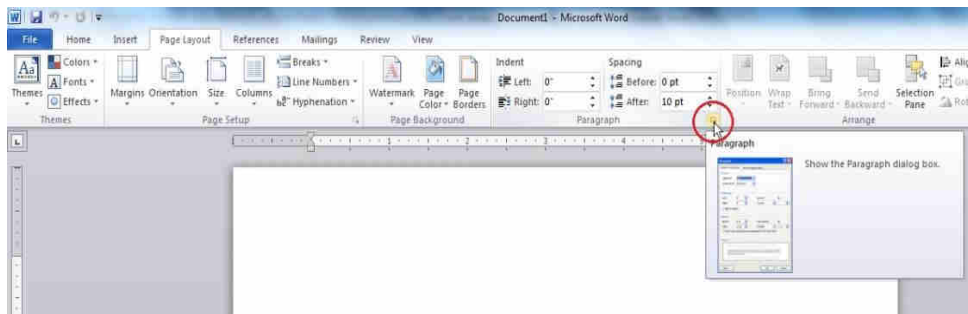 Document1 - Microsoft Word
File Home Insert Page Layout References Mailings Review View
Colors Breaks Indent Spacing Align
Fonts Line Numbers Left: 0" Before: 0 pt
Themes Effects Margins Orientation Size Columns Hyphenation Watermark Page Color Page Borders Right: 0" After: 10 pt Position Wrap Text Bring Forward Send Backward Selection Pane
Themes Page Setup Page Background Paragraph Arrange
Paragraph
Show the Paragraph dialog box.